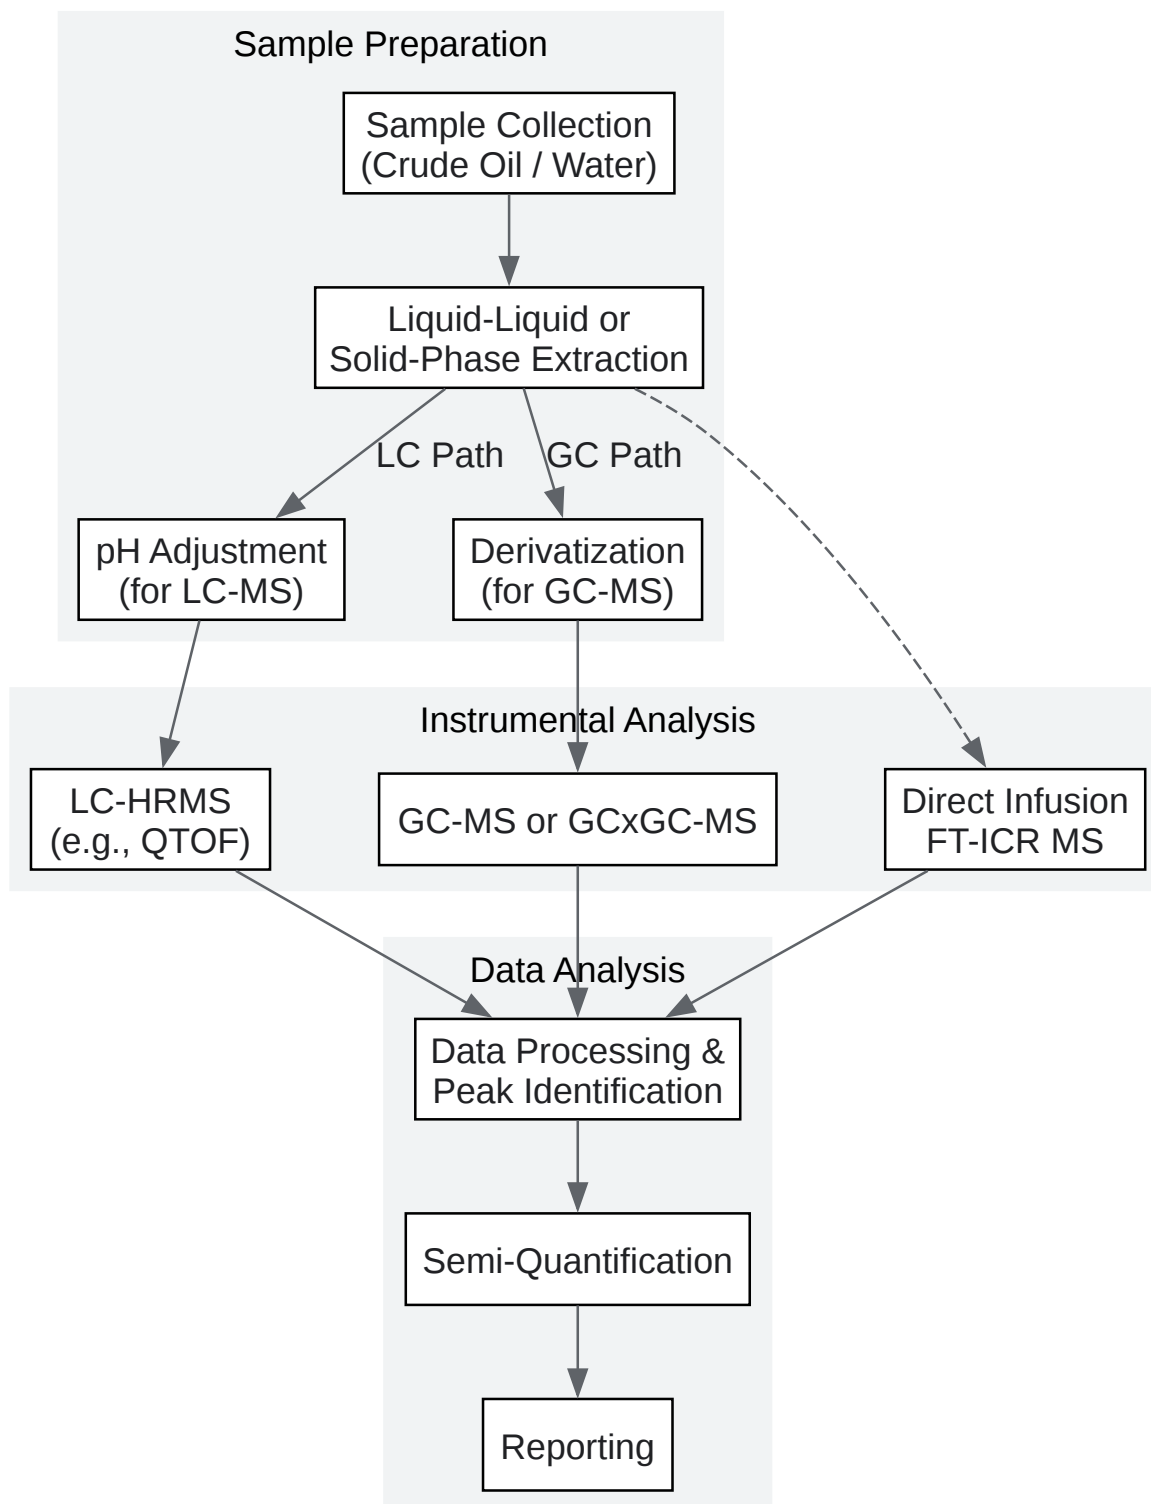 Sample Preparation
Sample Collection
(Crude Oil / Water)
Liquid-Liquid or
Solid-Phase Extraction
LC Path
GC Path
pH Adjustment
(for LC-MS)
Derivatization
(for GC-MS)
Instrumental Analysis
LC-HRMS
(e.g., QTOF)
GC-MS or GCxGC-MS
Direct Infusion
FT-ICR MS
Data Analysis
Data Processing &
Peak Identification
Semi-Quantification
Reporting